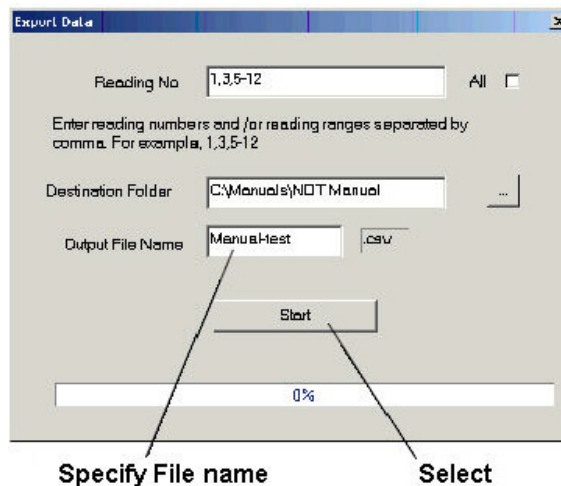 Export Data
Reading No 1,3,5-12 All
Enter reading numbers and /or reading ranges separated by
comma. For example, 1,3,5-12
Destination Folder C:\Manuals\NDT Manual ...
Output File Name Manual-test .csv
Start
0%
Specify File name Select